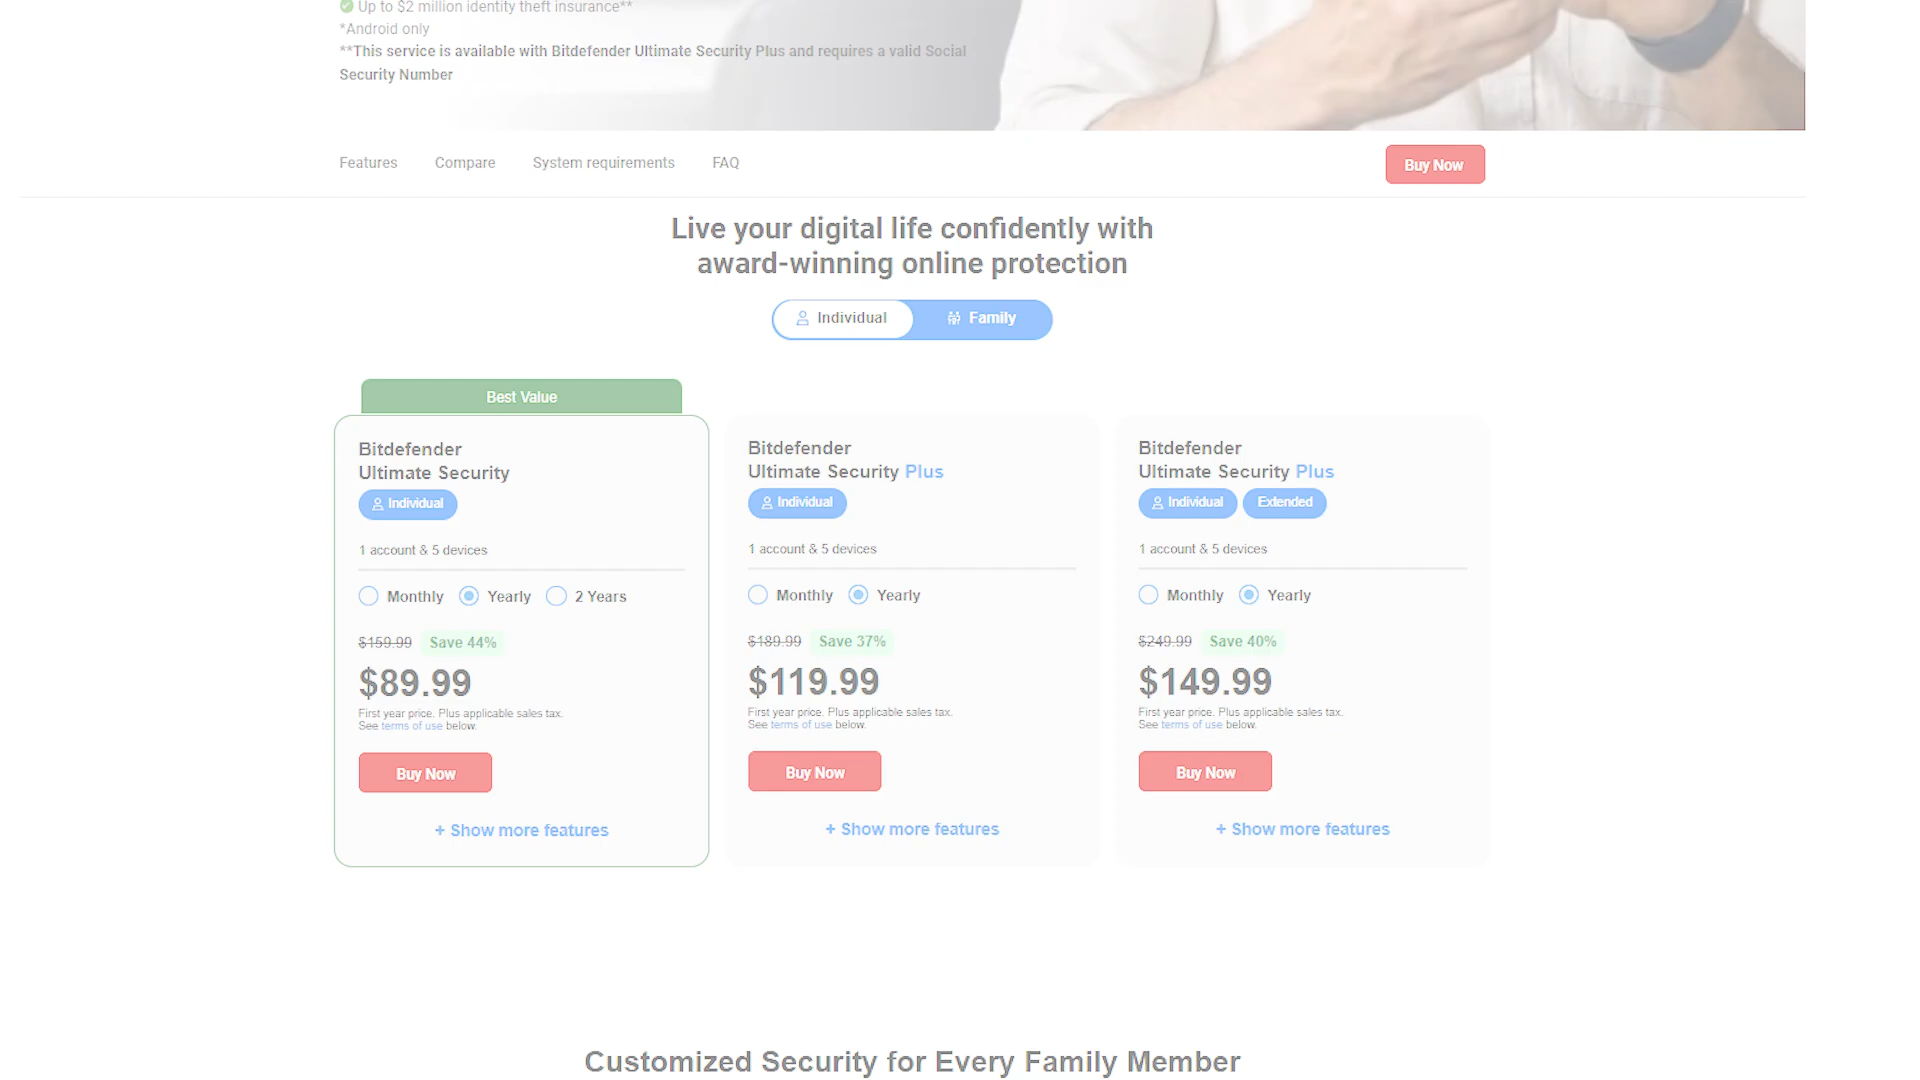 Up to $2 million identity theft insurance**
*Android only
**This service is available with Bitdefender Ultimate Security Plus and requires a valid Social
Security Number
Features Compare System requirements FAQ Buy Now
Live your digital life confidently with
award-winning online protection
Individual Family
Best Value
Bitdefender
Ultimate Security
Individual
1 account & 5 devices
Monthly Yearly 2 Years
$159.99 Save 44%
$89.99
First year price. Plus applicable sales tax.
See terms of use below.
Buy Now
+ Show more features
Bitdefender
Ultimate Security Plus
Individual
1 account & 5 devices
Monthly Yearly
$189.99 Save 37%
$119.99
First year price. Plus applicable sales tax.
See terms of use below.
Buy Now
+ Show more features
Bitdefender
Ultimate Security Plus
Individual Extended
1 account & 5 devices
Monthly Yearly
$249.99 Save 40%
$149.99
First year price. Plus applicable sales tax.
See terms of use below.
Buy Now
+ Show more features
Customized Security for Every Family Member